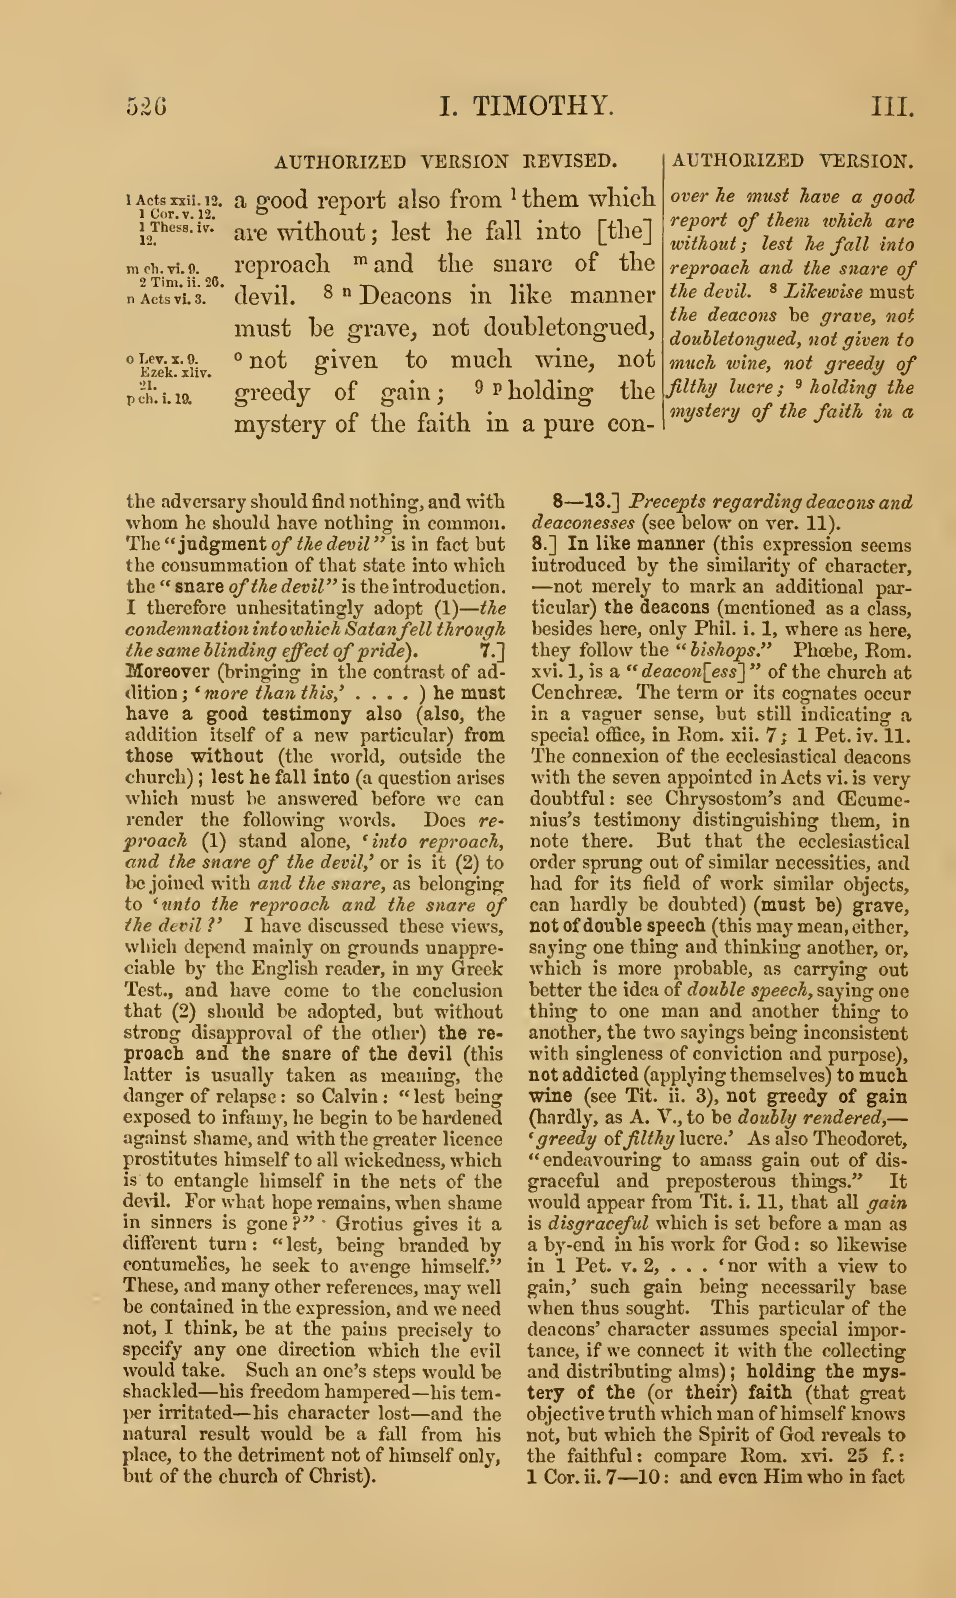 526
I. TIMOTHY.
III.
AUTHORIZED VERSION REVISED.
l Acts xxii. 12.
1 Cor. v. 12.
1 Thess. iv.
12.
m ch. vi. 9.
2 Tim. ii. 26.
n Acts vi. 3.
o Lev. x. 9.
Ezek. xliv.
21.
p ch. i. 19.
a good report also from l them which
are without; lest he fall into [the]
reproach m and the snare of the
devil. 8 n Deacons in like manner
must be grave, not doubletongued,
o not given to much wine, not
greedy of gain; 9 p holding the
mystery of the faith in a pure con-
AUTHORIZED VERSION.
over he must have a good
report of them which are
without; lest he fall into
reproach and the snare of
the devil. 8 Likewise must
the deacons be grave, not
doubletongued, not given to
much wine, not greedy of
filthy lucre; 9 holding the
mystery of the faith in a
the adversary should find nothing, and with
whom he should have nothing in common.
The "judgment of the devil" is in fact but
the consummation of that state into which
the "snare of the devil" is the introduction.
I therefore unhesitatingly adopt (1)—the
condemnation into which Satan fell through
the same blinding effect of pride). 7.]
Moreover (bringing in the contrast of ad-
dition; 'more than this,' . . . . ) he must
have a good testimony also (also, the
addition itself of a new particular) from
those without (the world, outside the
church); lest he fall into (a question arises
which must be answered before we can
render the following words. Does re-
proach (1) stand alone, 'into reproach,
and the snare of the devil,' or is it (2) to
be joined with and the snare, as belonging
to 'unto the reproach and the snare of
the devil?' I have discussed these views,
which depend mainly on grounds unappre-
ciable by the English reader, in my Greek
Test., and have come to the conclusion
that (2) should be adopted, but without
strong disapproval of the other) the re-
proach and the snare of the devil (this
latter is usually taken as meaning, the
danger of relapse: so Calvin: "lest being
exposed to infamy, he begin to be hardened
against shame, and with the greater licence
prostitutes himself to all wickedness, which
is to entangle himself in the nets of the
devil. For what hope remains, when shame
in sinners is gone?" Grotius gives it a
different turn: "lest, being branded by
contumelies, he seek to avenge himself."
These, and many other references, may well
be contained in the expression, and we need
not, I think, be at the pains precisely to
specify any one direction which the evil
would take. Such an one's steps would be
shackled—his freedom hampered—his tem-
per irritated—his character lost—and the
natural result would be a fall from his
place, to the detriment not of himself only,
but of the church of Christ).
8—13.] Precepts regarding deacons and
deaconesses (see below on ver. 11).
8.] In like manner (this expression seems
introduced by the similarity of character,
—not merely to mark an additional par-
ticular) the deacons (mentioned as a class,
besides here, only Phil. i. 1, where as here,
they follow the "bishops." Phœbe, Rom.
xvi. 1, is a "deacon[ess]" of the church at
Cenchreæ. The term or its cognates occur
in a vaguer sense, but still indicating a
special office, in Rom. xii. 7; 1 Pet. iv. 11.
The connexion of the ecclesiastical deacons
with the seven appointed in Acts vi. is very
doubtful: see Chrysostom's and Œcume-
nius's testimony distinguishing them, in
note there. But that the ecclesiastical
order sprung out of similar necessities, and
had for its field of work similar objects,
can hardly be doubted) (must be) grave,
not of double speech (this may mean, either,
saying one thing and thinking another, or,
which is more probable, as carrying out
better the idea of double speech, saying one
thing to one man and another thing to
another, the two sayings being inconsistent
with singleness of conviction and purpose),
not addicted (applying themselves) to much
wine (see Tit. ii. 3), not greedy of gain
(hardly, as A. V., to be doubly rendered,—
'greedy of filthy lucre.' As also Theodoret,
"endeavouring to amass gain out of dis-
graceful and preposterous things." It
would appear from Tit. i. 11, that all gain
is disgraceful which is set before a man as
a by-end in his work for God: so likewise
in 1 Pet. v. 2, . . . 'nor with a view to
gain,' such gain being necessarily base
when thus sought. This particular of the
deacons' character assumes special impor-
tance, if we connect it with the collecting
and distributing alms); holding the mys-
tery of the (or their) faith (that great
objective truth which man of himself knows
not, but which the Spirit of God reveals to
the faithful: compare Rom. xvi. 25 f.:
1 Cor. ii. 7—10: and even Him who in fact